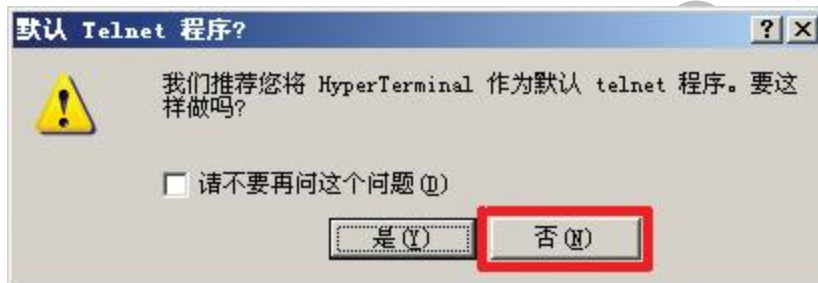 默认 Telnet 程序?
我们推荐您将 HyperTerminal 作为默认 telnet 程序。要这
样做吗?
请不要再问这个问题(D)
是(Y)
否(N)